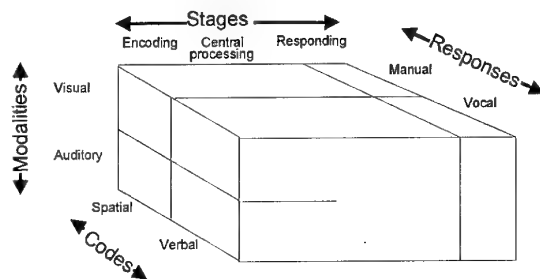 Stages
Encoding Central processing Responding
Responses
Manual
Vocal
Modalities
Visual
Auditory
Spatial
Verbal
Codes